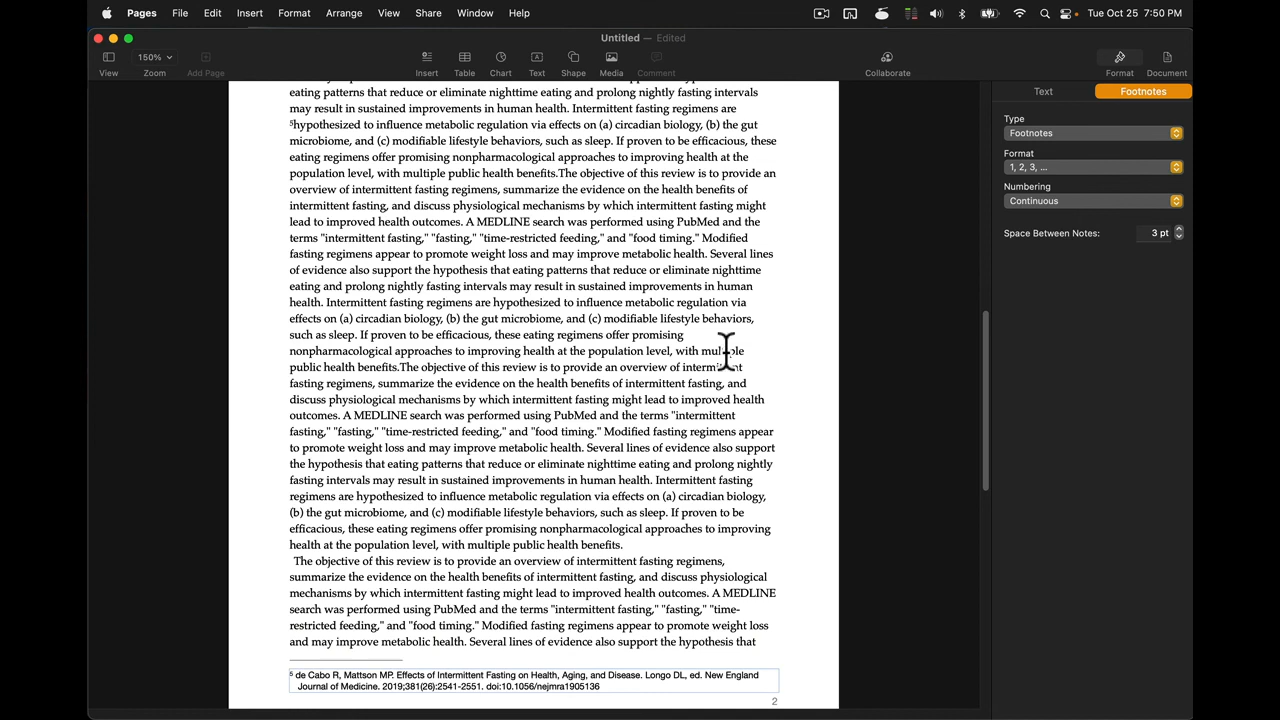 Pages File Edit Insert Format Arrange View Share Window Help Tue Oct 25 7:50 PM
Untitled — Edited
150%
View Zoom Add Page Insert Table Chart Text Shape Media Comment Collaborate Format Document
Text Footnotes
Type
Footnotes
Format
1, 2, 3, ...
Numbering
Continuous
Space Between Notes: 3 pt
eating patterns that reduce or eliminate nighttime eating and prolong nightly fasting intervals
may result in sustained improvements in human health. Intermittent fasting regimens are
⁵hypothesized to influence metabolic regulation via effects on (a) circadian biology, (b) the gut
microbiome, and (c) modifiable lifestyle behaviors, such as sleep. If proven to be efficacious, these
eating regimens offer promising nonpharmacological approaches to improving health at the
population level, with multiple public health benefits.The objective of this review is to provide an
overview of intermittent fasting regimens, summarize the evidence on the health benefits of
intermittent fasting, and discuss physiological mechanisms by which intermittent fasting might
lead to improved health outcomes. A MEDLINE search was performed using PubMed and the
terms "intermittent fasting," "fasting," "time-restricted feeding," and "food timing." Modified
fasting regimens appear to promote weight loss and may improve metabolic health. Several lines
of evidence also support the hypothesis that eating patterns that reduce or eliminate nighttime
eating and prolong nightly fasting intervals may result in sustained improvements in human
health. Intermittent fasting regimens are hypothesized to influence metabolic regulation via
effects on (a) circadian biology, (b) the gut microbiome, and (c) modifiable lifestyle behaviors,
such as sleep. If proven to be efficacious, these eating regimens offer promising
nonpharmacological approaches to improving health at the population level, with multiple
public health benefits.The objective of this review is to provide an overview of intermittent
fasting regimens, summarize the evidence on the health benefits of intermittent fasting, and
discuss physiological mechanisms by which intermittent fasting might lead to improved health
outcomes. A MEDLINE search was performed using PubMed and the terms "intermittent
fasting," "fasting," "time-restricted feeding," and "food timing." Modified fasting regimens appear
to promote weight loss and may improve metabolic health. Several lines of evidence also support
the hypothesis that eating patterns that reduce or eliminate nighttime eating and prolong nightly
fasting intervals may result in sustained improvements in human health. Intermittent fasting
regimens are hypothesized to influence metabolic regulation via effects on (a) circadian biology,
(b) the gut microbiome, and (c) modifiable lifestyle behaviors, such as sleep. If proven to be
efficacious, these eating regimens offer promising nonpharmacological approaches to improving
health at the population level, with multiple public health benefits.
The objective of this review is to provide an overview of intermittent fasting regimens,
summarize the evidence on the health benefits of intermittent fasting, and discuss physiological
mechanisms by which intermittent fasting might lead to improved health outcomes. A MEDLINE
search was performed using PubMed and the terms "intermittent fasting," "fasting," "time-
restricted feeding," and "food timing." Modified fasting regimens appear to promote weight loss
and may improve metabolic health. Several lines of evidence also support the hypothesis that
⁵ de Cabo R, Mattson MP. Effects of Intermittent Fasting on Health, Aging, and Disease. Longo DL, ed. New England
Journal of Medicine. 2019;381(26):2541-2551. doi:10.1056/nejmra1905136
2